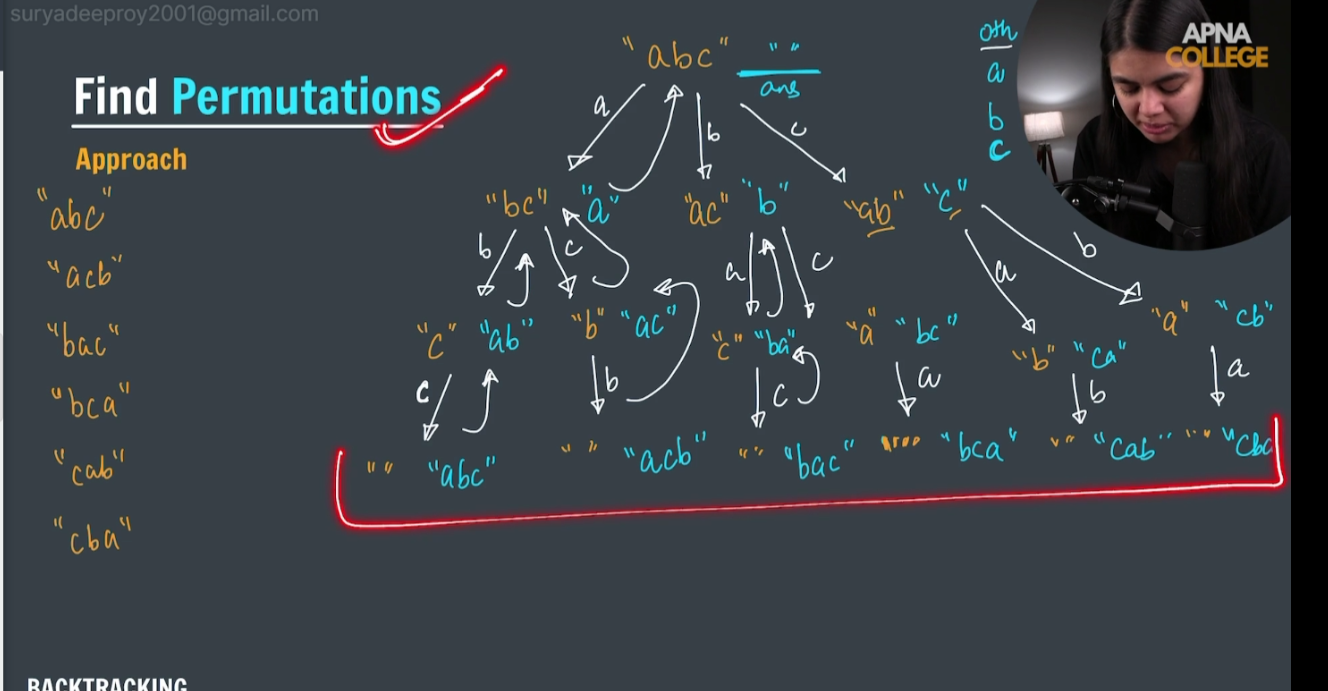 suryadeeproy2001@gmail.com
APNA
COLLEGE
Find Permutations
Approach
"abc" " "
ans
0th
a
b
c
a b c
"abc"
"acb"
"bac"
"bca"
"cab"
"cba"
"bc" "a" "ac" "b" "ab" "c"
b c a c a b
"c" "ab" "b" "ac" "c" "ba" "a" "bc" "b" "ca" "a" "cb"
c b c a b a
"" "abc" " " "acb" "" "bac" "" "bca" "" "cab" "" "cba
BACKTRACKING